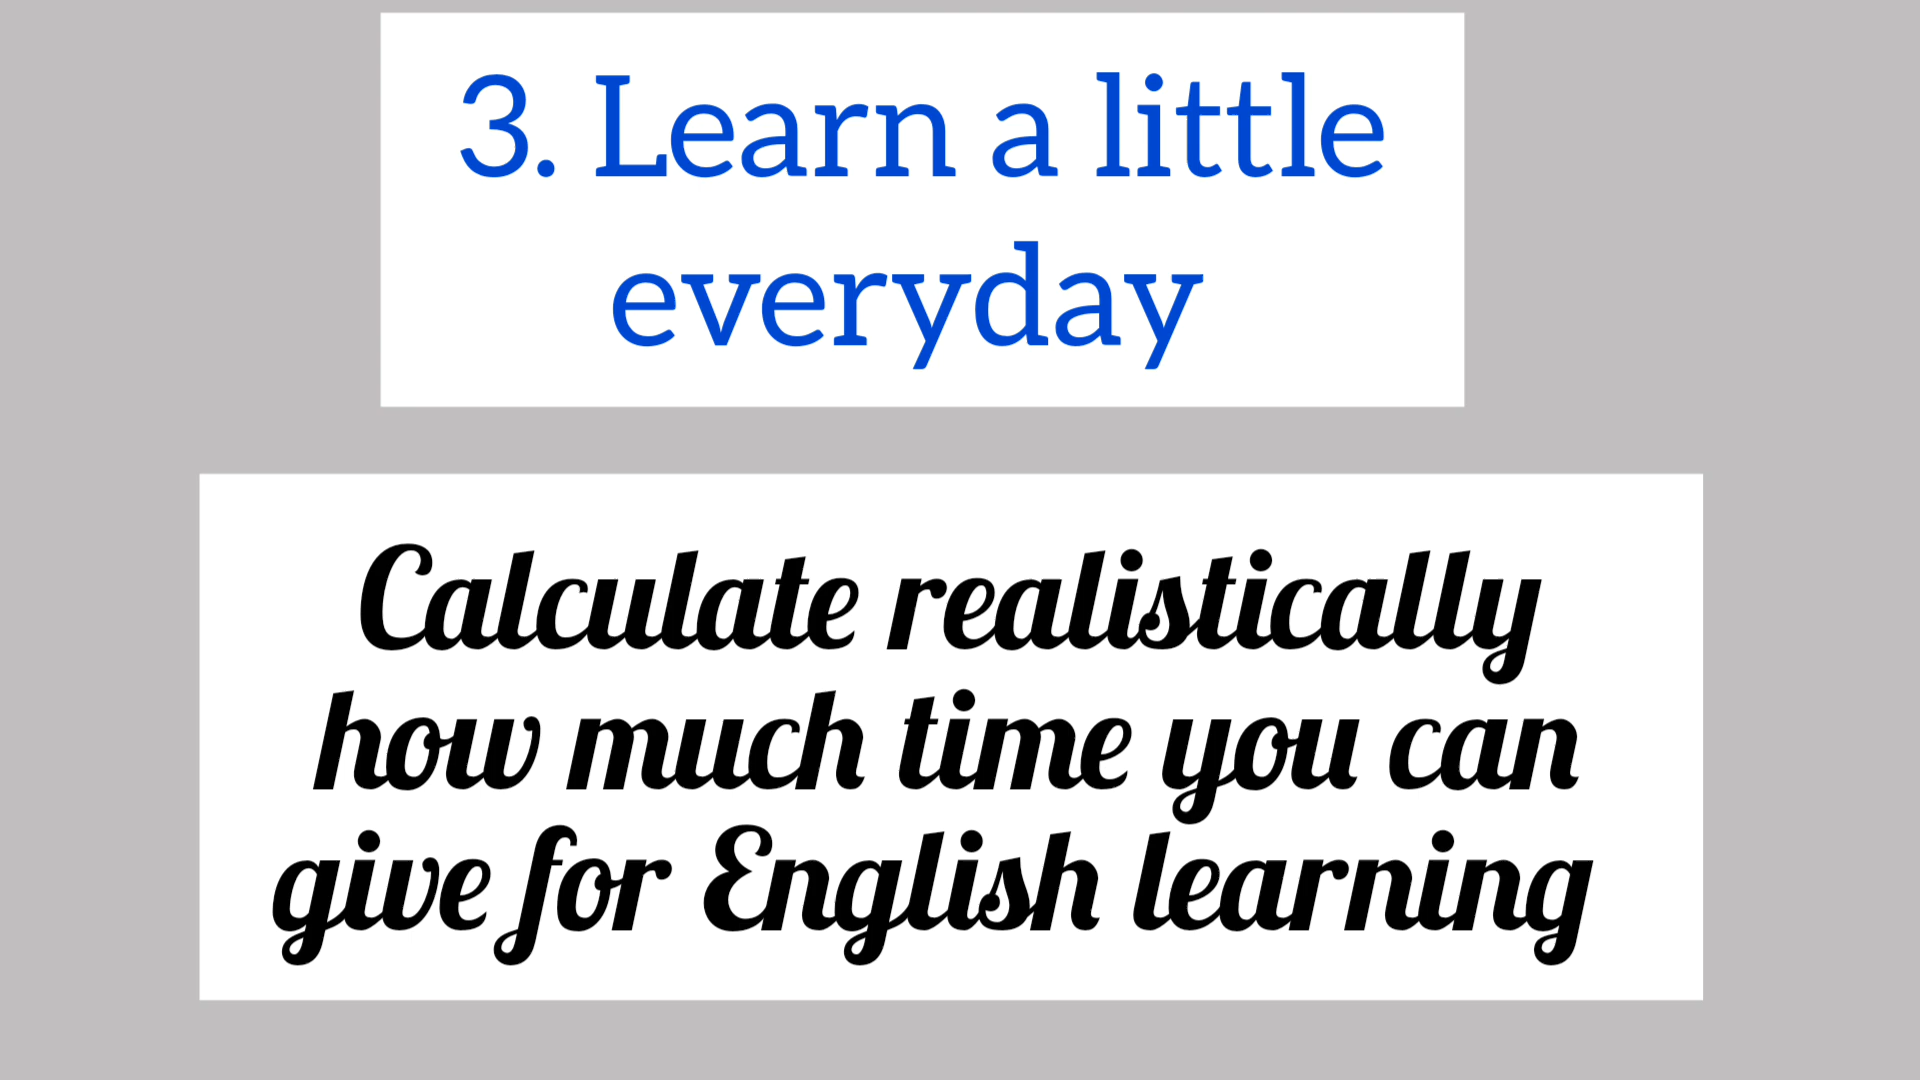 3. Learn a little
everyday
Calculate realistically
how much time you can
give for English learning